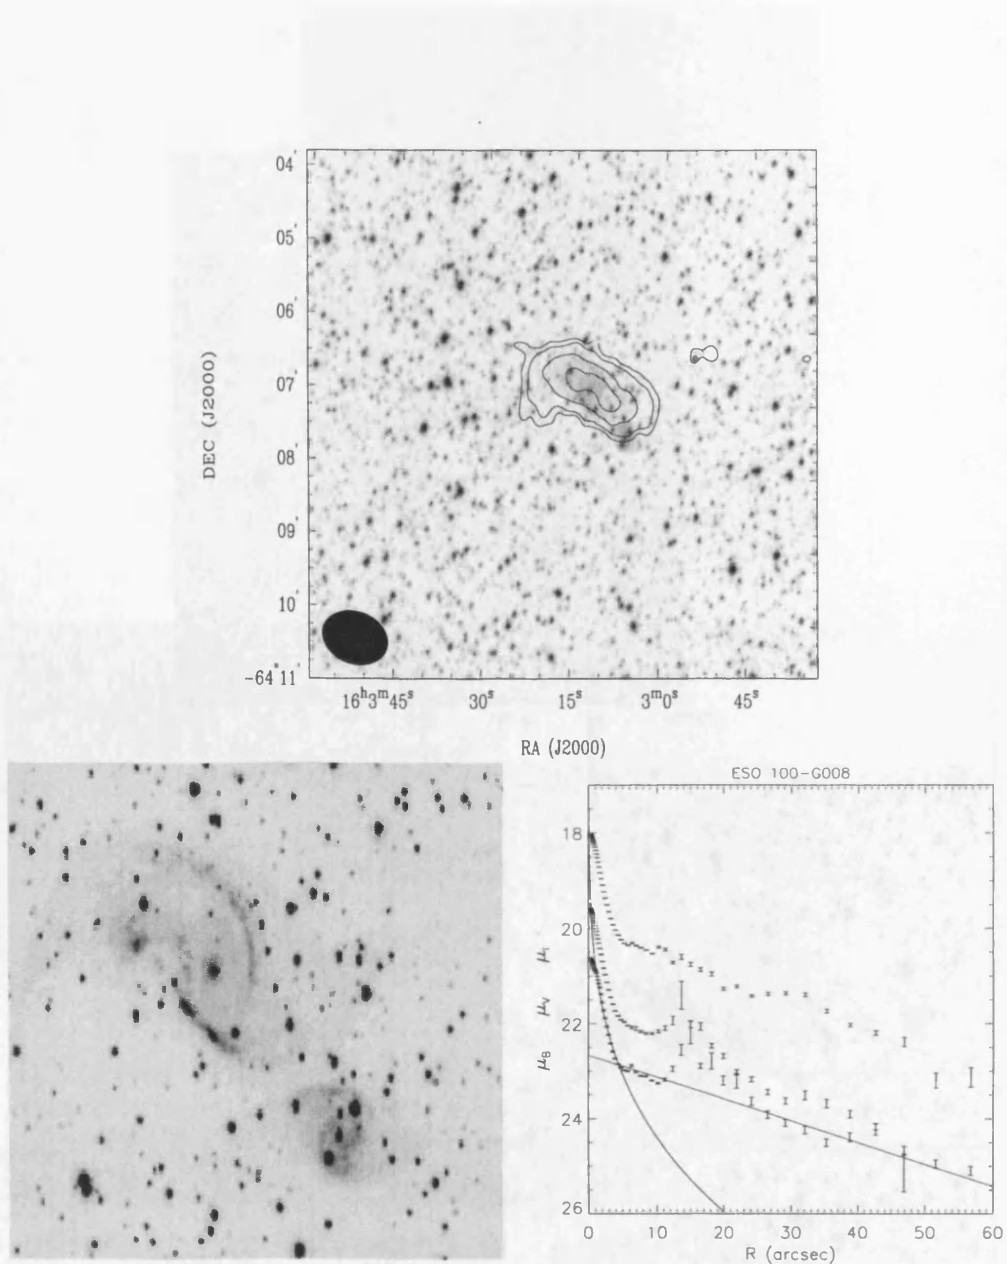 04'
05'
06'
07'
08'
09'
10'
-64°11'
DEC (J2000)
16h3m45s 30s 15s 3m0s 45s
RA (J2000)
ESO 100-G008
18
20
22
24
26
μI
μV
μB
0 10 20 30 40 50 60
R (arcsec)